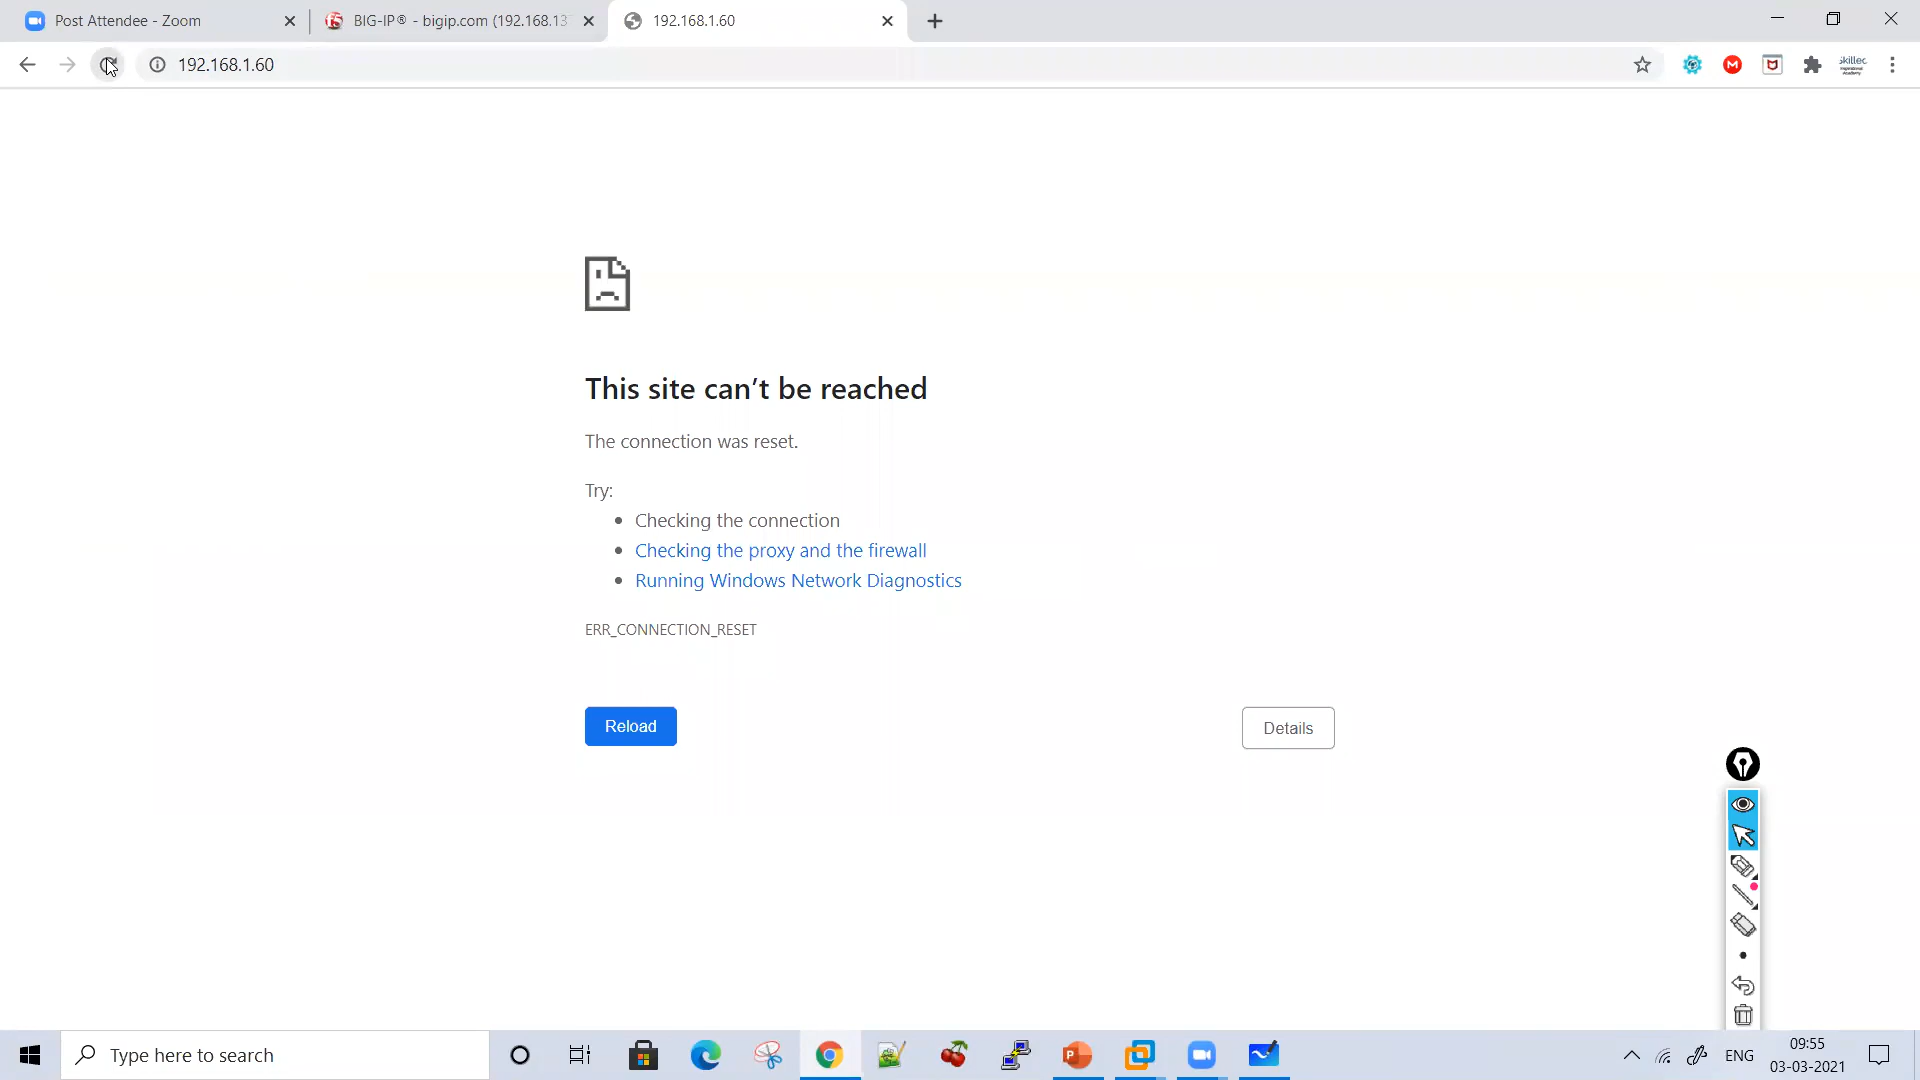 Post Attendee - Zoom
BIG-IP® - bigip.com (192.168.13
192.168.1.60
192.168.1.60
This site can't be reached
The connection was reset.
Try:
Checking the connection
Checking the proxy and the firewall
Running Windows Network Diagnostics
ERR_CONNECTION_RESET
Reload
Details
Type here to search
ENG
09:55
03-03-2021